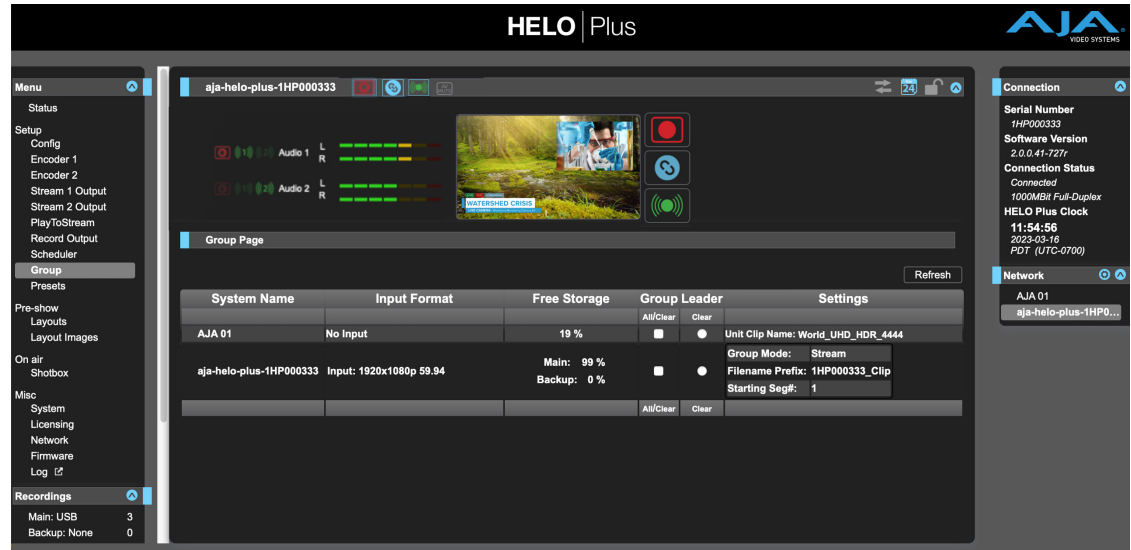 HELO | Plus
AJA
VIDEO SYSTEMS
Menu
Status
Setup
Config
Encoder 1
Encoder 2
Stream 1 Output
Stream 2 Output
PlayToStream
Record Output
Scheduler
Group
Presets
Pre-show
Layouts
Layout Images
On air
Shotbox
Misc
System
Licensing
Network
Firmware
Log
Recordings
Main: USB 3
Backup: None 0
aja-helo-plus-1HP000333
24
1 Audio 1 L
R
2 Audio 2 L
R
WATERSHED CRISIS
Group Page
Refresh
System Name Input Format Free Storage Group Leader Settings
All/Clear Clear
AJA 01 No Input 19 % Unit Clip Name: World_UHD_HDR_4444
aja-helo-plus-1HP000333 Input: 1920x1080p 59.94 Main: 99 %
Backup: 0 %
Group Mode: Stream
Filename Prefix: 1HP000333_Clip
Starting Seg#: 1
All/Clear Clear
Connection
Serial Number
1HP000333
Software Version
2.0.0.41-727r
Connection Status
Connected
1000MBit Full-Duplex
HELO Plus Clock
11:54:56
2023-03-16
PDT (UTC-0700)
Network
AJA 01
aja-helo-plus-1HP0...